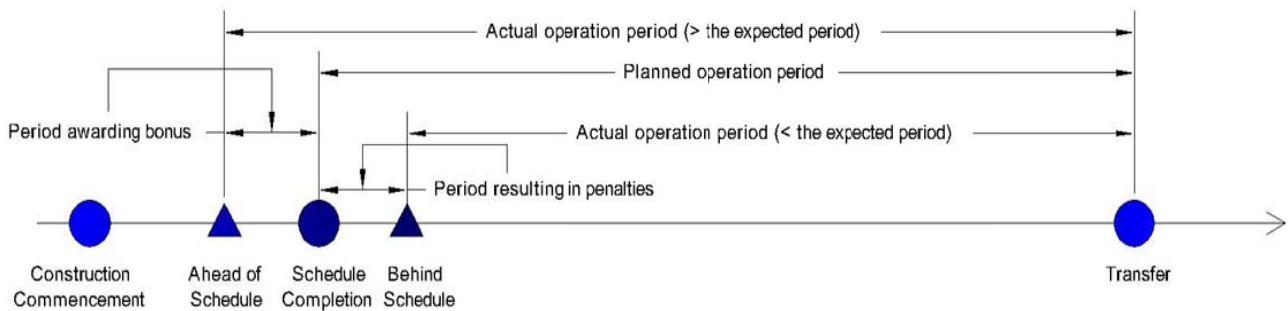 Actual operation period (> the expected period)
Planned operation period
Period awarding bonus
Actual operation period (< the expected period)
Period resulting in penalties
Construction
Commencement
Ahead of
Schedule
Schedule
Completion
Behind
Schedule
Transfer